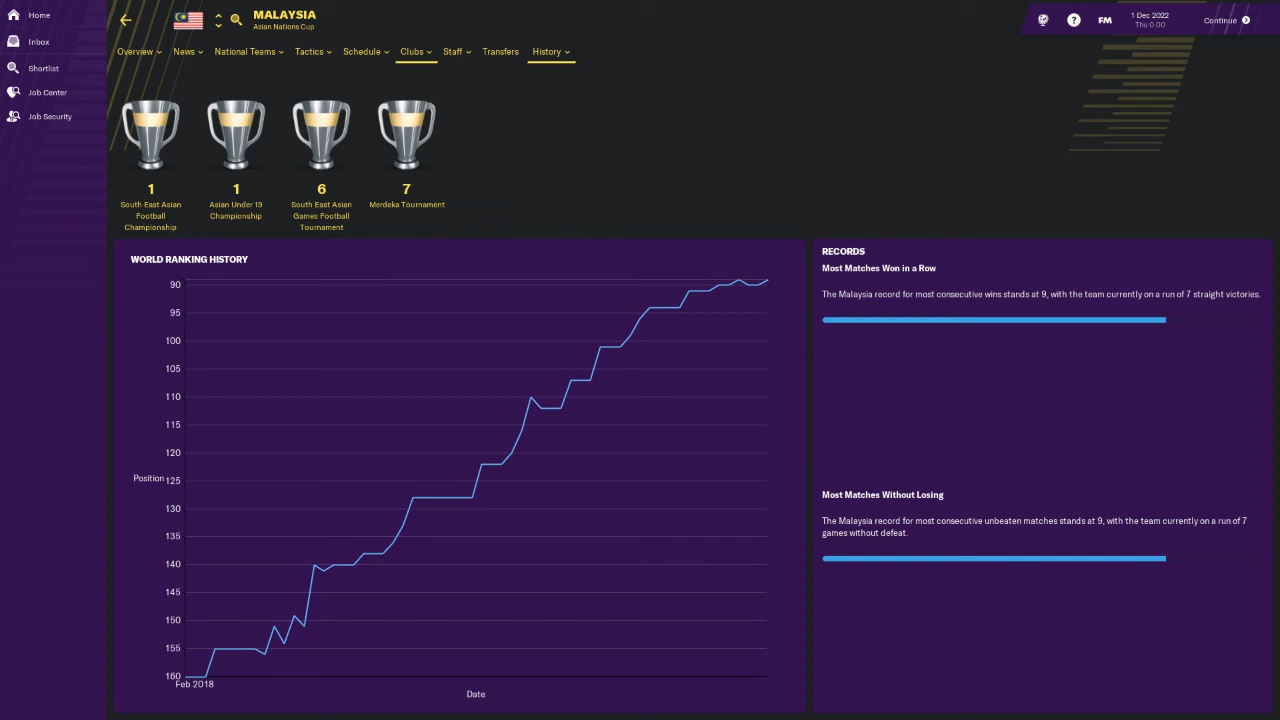 Home
Inbox
Shortlist
Job Center
Job Security
MALAYSIA
Asian Nations Cup
FM
1 Dec 2022
Thu 0:00
Continue
Overview
News
National Teams
Tactics
Schedule
Clubs
Staff
Transfers
History
1
South East Asian
Football
Championship
1
Asian Under 19
Championship
6
South East Asian
Games Football
Tournament
7
Merdeka Tournament
WORLD RANKING HISTORY
90
95
100
105
110
115
120
Position
125
130
135
140
145
150
155
160
Feb 2018
Date
RECORDS
Most Matches Won in a Row
The Malaysia record for most consecutive wins stands at 9, with the team currently on a run of 7 straight victories.
Most Matches Without Losing
The Malaysia record for most consecutive unbeaten matches stands at 9, with the team currently on a run of 7
games without defeat.